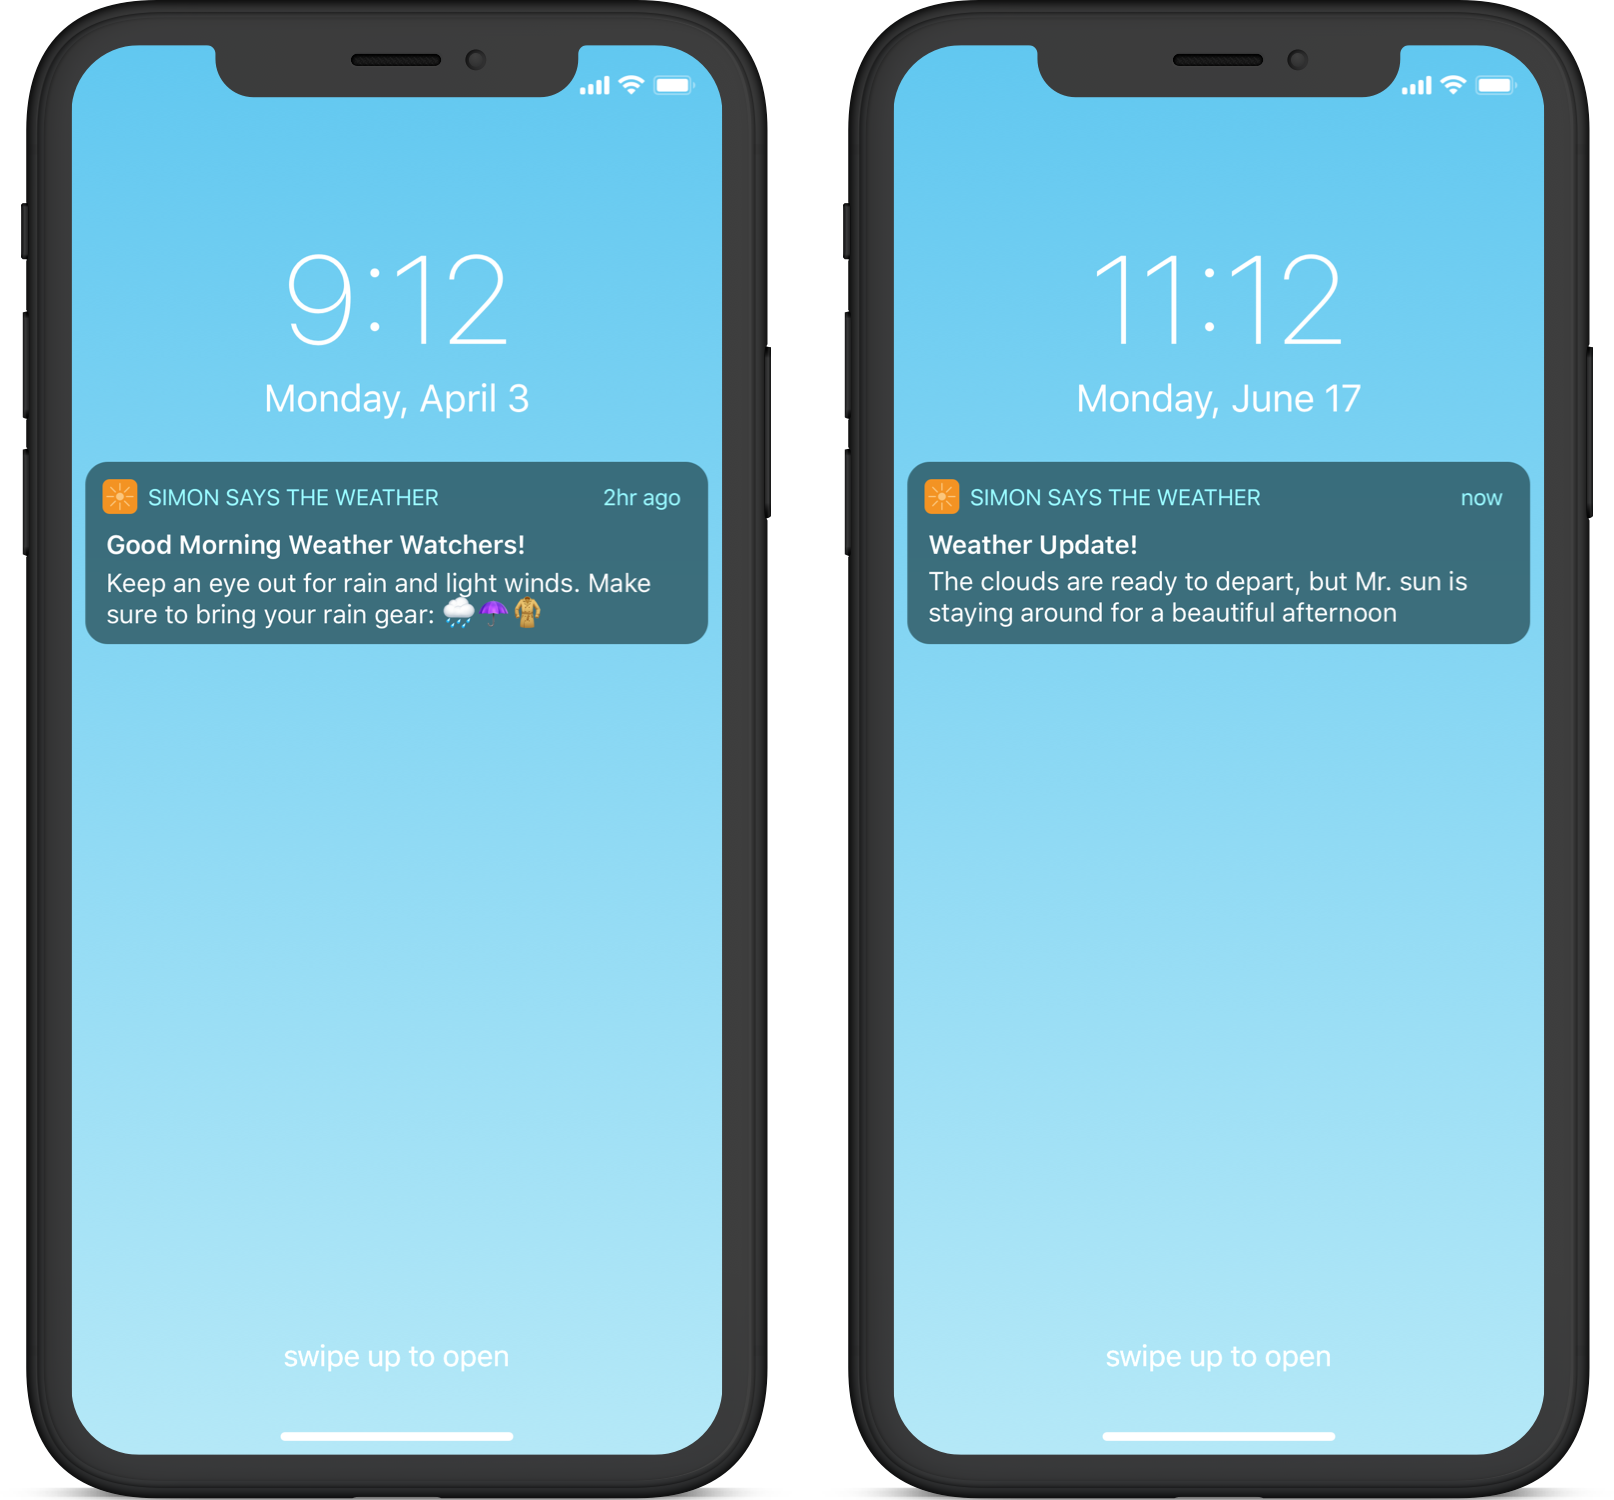 9:12
Monday, April 3
SIMON SAYS THE WEATHER 2hr ago
Good Morning Weather Watchers!
Keep an eye out for rain and light winds. Make
sure to bring your rain gear: 🌧️☂️🧥
swipe up to open
11:12
Monday, June 17
SIMON SAYS THE WEATHER now
Weather Update!
The clouds are ready to depart, but Mr. sun is
staying around for a beautiful afternoon
swipe up to open